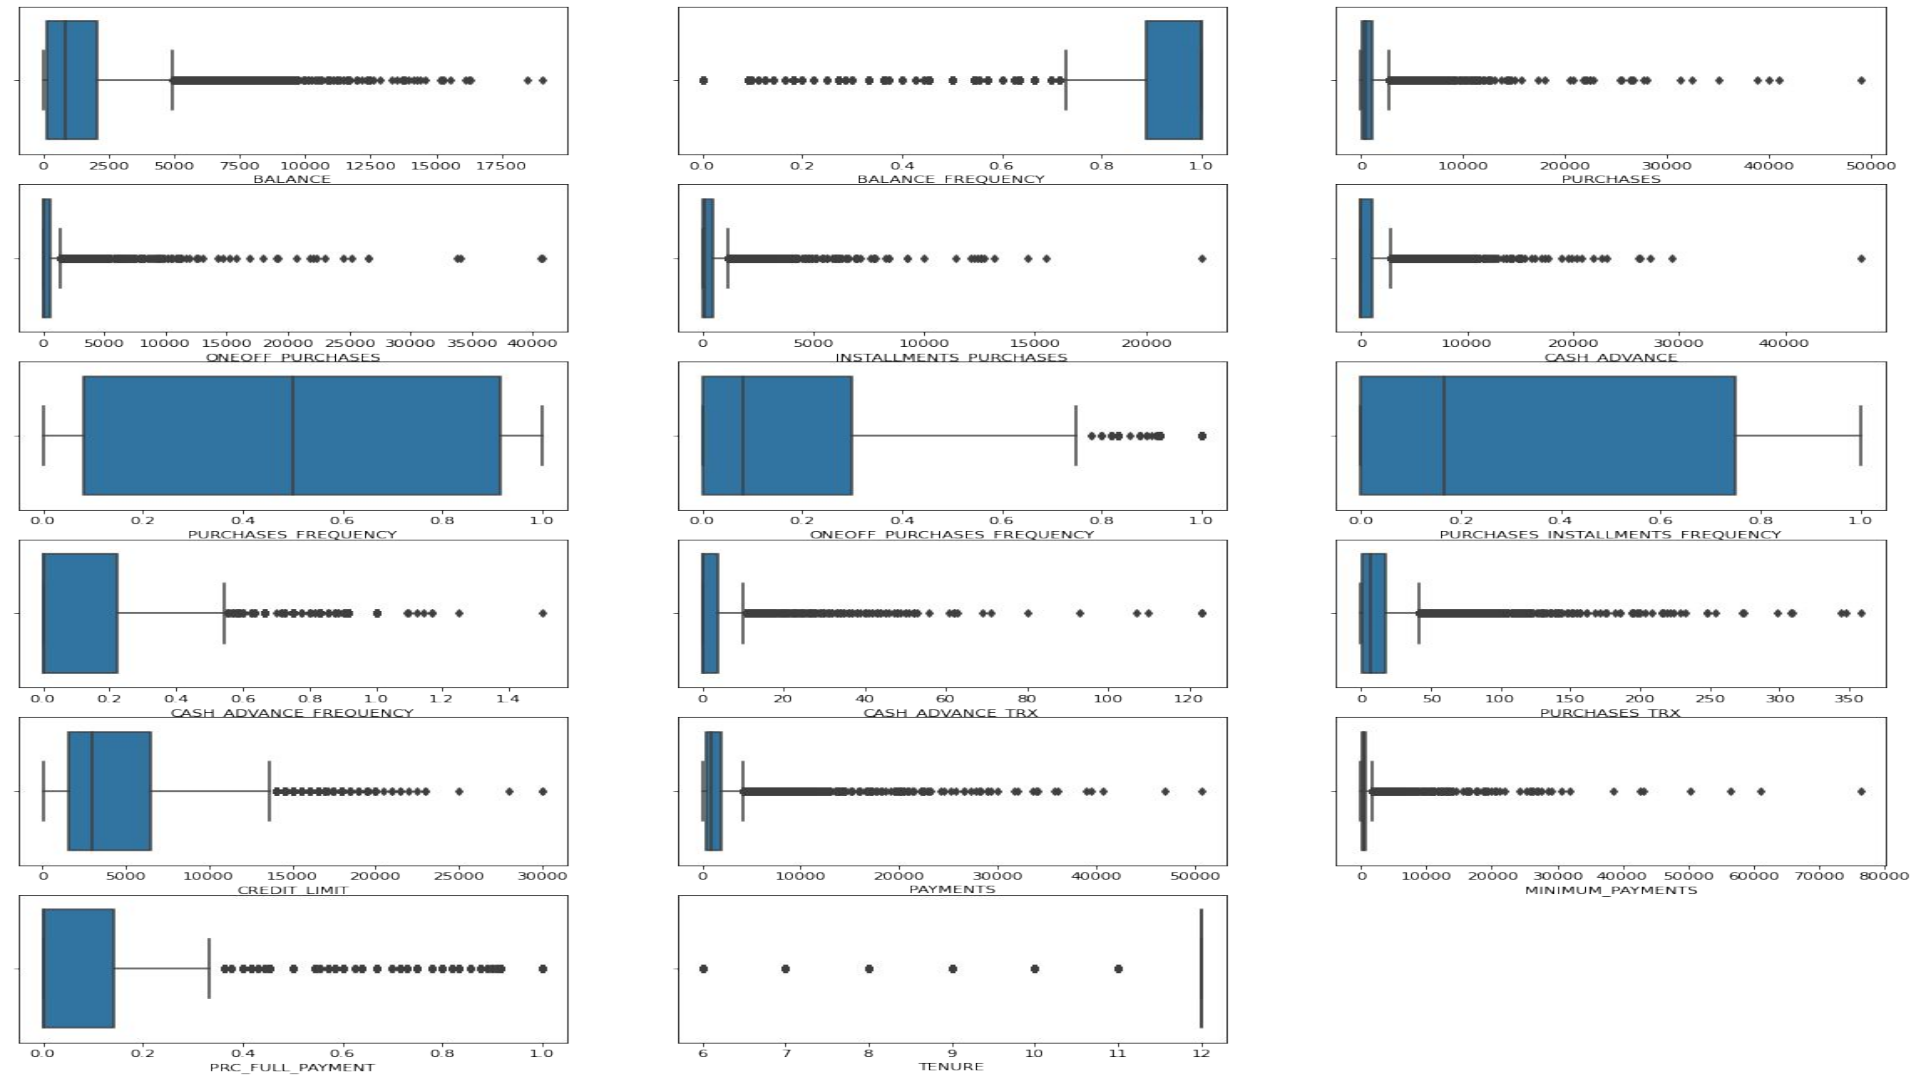 0 2500 5000 7500 10000 12500 15000 17500
BALANCE
0.0 0.2 0.4 0.6 0.8 1.0
BALANCE_FREQUENCY
0 10000 20000 30000 40000 50000
PURCHASES
0 5000 10000 15000 20000 25000 30000 35000 40000
ONEOFF_PURCHASES
0 5000 10000 15000 20000
INSTALLMENTS_PURCHASES
0 10000 20000 30000 40000
CASH_ADVANCE
0.0 0.2 0.4 0.6 0.8 1.0
PURCHASES_FREQUENCY
0.0 0.2 0.4 0.6 0.8 1.0
ONEOFF_PURCHASES_FREQUENCY
0.0 0.2 0.4 0.6 0.8 1.0
PURCHASES_INSTALLMENTS_FREQUENCY
0.0 0.2 0.4 0.6 0.8 1.0 1.2 1.4
CASH_ADVANCE_FREQUENCY
0 20 40 60 80 100 120
CASH_ADVANCE_TRX
0 50 100 150 200 250 300 350
PURCHASES_TRX
0 5000 10000 15000 20000 25000 30000
CREDIT_LIMIT
0 10000 20000 30000 40000 50000
PAYMENTS
0 10000 20000 30000 40000 50000 60000 70000 80000
MINIMUM_PAYMENTS
0.0 0.2 0.4 0.6 0.8 1.0
PRC_FULL_PAYMENT
6 7 8 9 10 11 12
TENURE